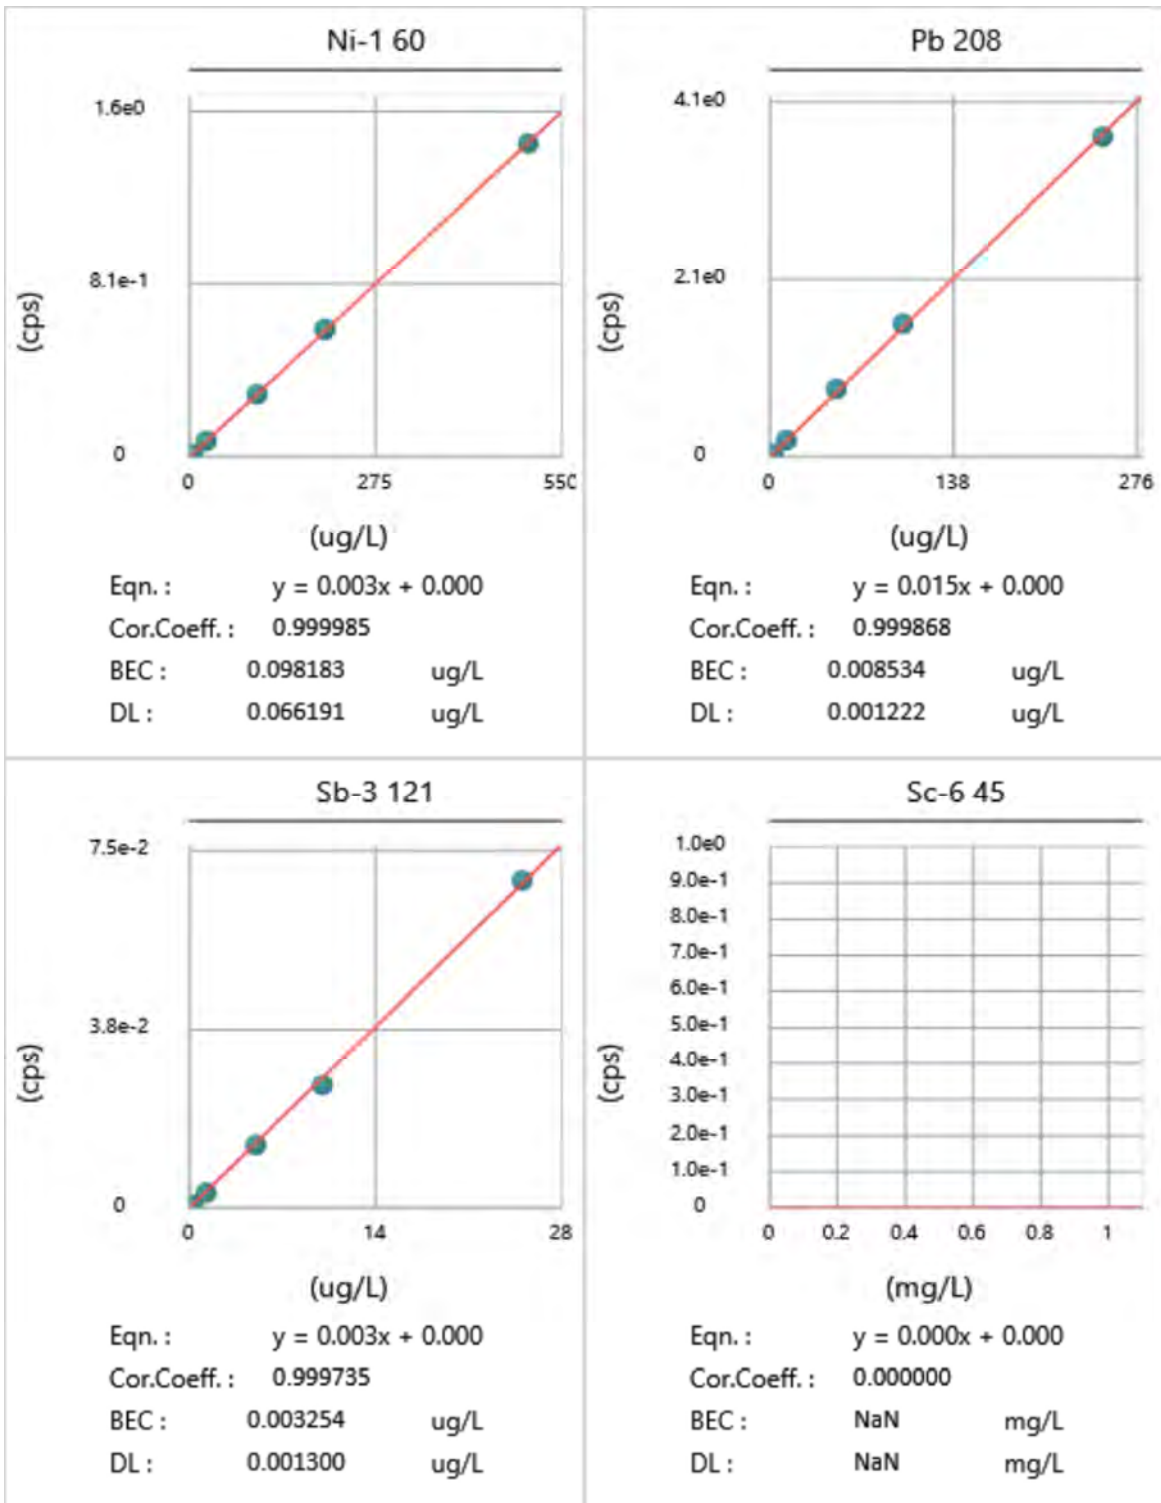 Ni-1 60
1.6e0
8.1e-1
0
(cps)
0 275 550
(ug/L)
Eqn. : y = 0.003x + 0.000
Cor.Coeff. : 0.999985
BEC : 0.098183 ug/L
DL : 0.066191 ug/L
Pb 208
4.1e0
2.1e0
0
(cps)
0 138 276
(ug/L)
Eqn. : y = 0.015x + 0.000
Cor.Coeff. : 0.999868
BEC : 0.008534 ug/L
DL : 0.001222 ug/L
Sb-3 121
7.5e-2
3.8e-2
0
(cps)
0 14 28
(ug/L)
Eqn. : y = 0.003x + 0.000
Cor.Coeff. : 0.999735
BEC : 0.003254 ug/L
DL : 0.001300 ug/L
Sc-6 45
1.0e0
9.0e-1
8.0e-1
7.0e-1
6.0e-1
5.0e-1
4.0e-1
3.0e-1
2.0e-1
1.0e-1
0
(cps)
0 0.2 0.4 0.6 0.8 1
(mg/L)
Eqn. : y = 0.000x + 0.000
Cor.Coeff. : 0.000000
BEC : NaN mg/L
DL : NaN mg/L